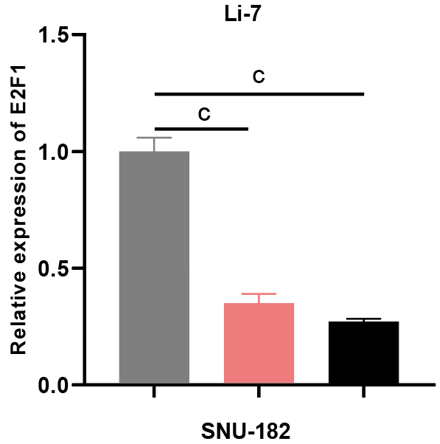 Li-7
Relative expression of E2F1
1.5
c
c
1.0
0.5
0.0
SNU-182